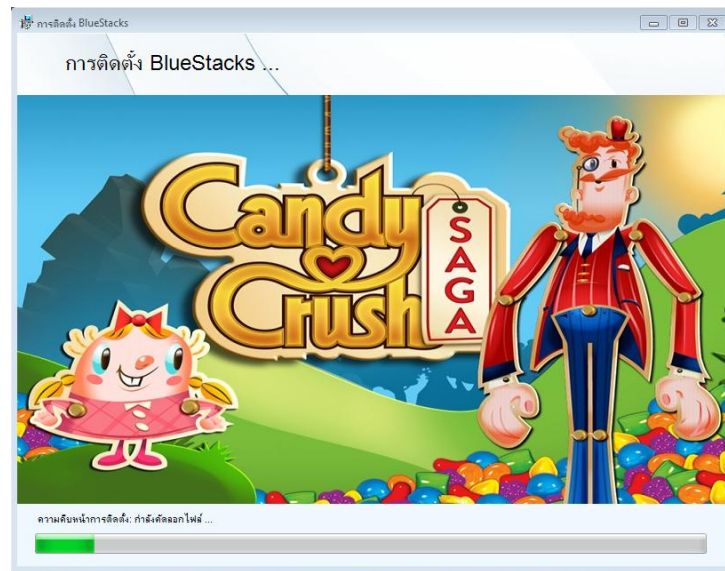 การติดตั้ง BlueStacks
การติดตั้ง BlueStacks ...
Candy
Crush
SAGA
ความคืบหน้าการติดตั้ง: กำลังคัดลอกไฟล์ ...